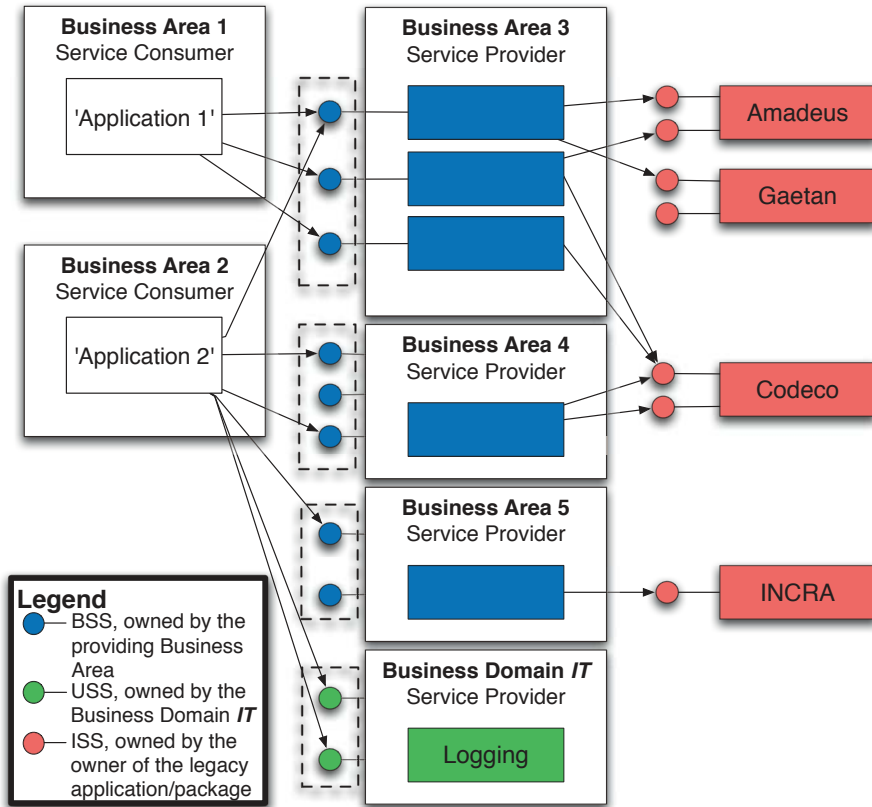 Business Area 1
Service Consumer
'Application 1'
Business Area 2
Service Consumer
'Application 2'
Business Area 3
Service Provider
Business Area 4
Service Provider
Business Area 5
Service Provider
Business Domain IT
Service Provider
Logging
Amadeus
Gaetan
Codeco
INCRA
Legend
BSS, owned by the
providing Business
Area
USS, owned by the
Business Domain IT
ISS, owned by the
owner of the legacy
application/package